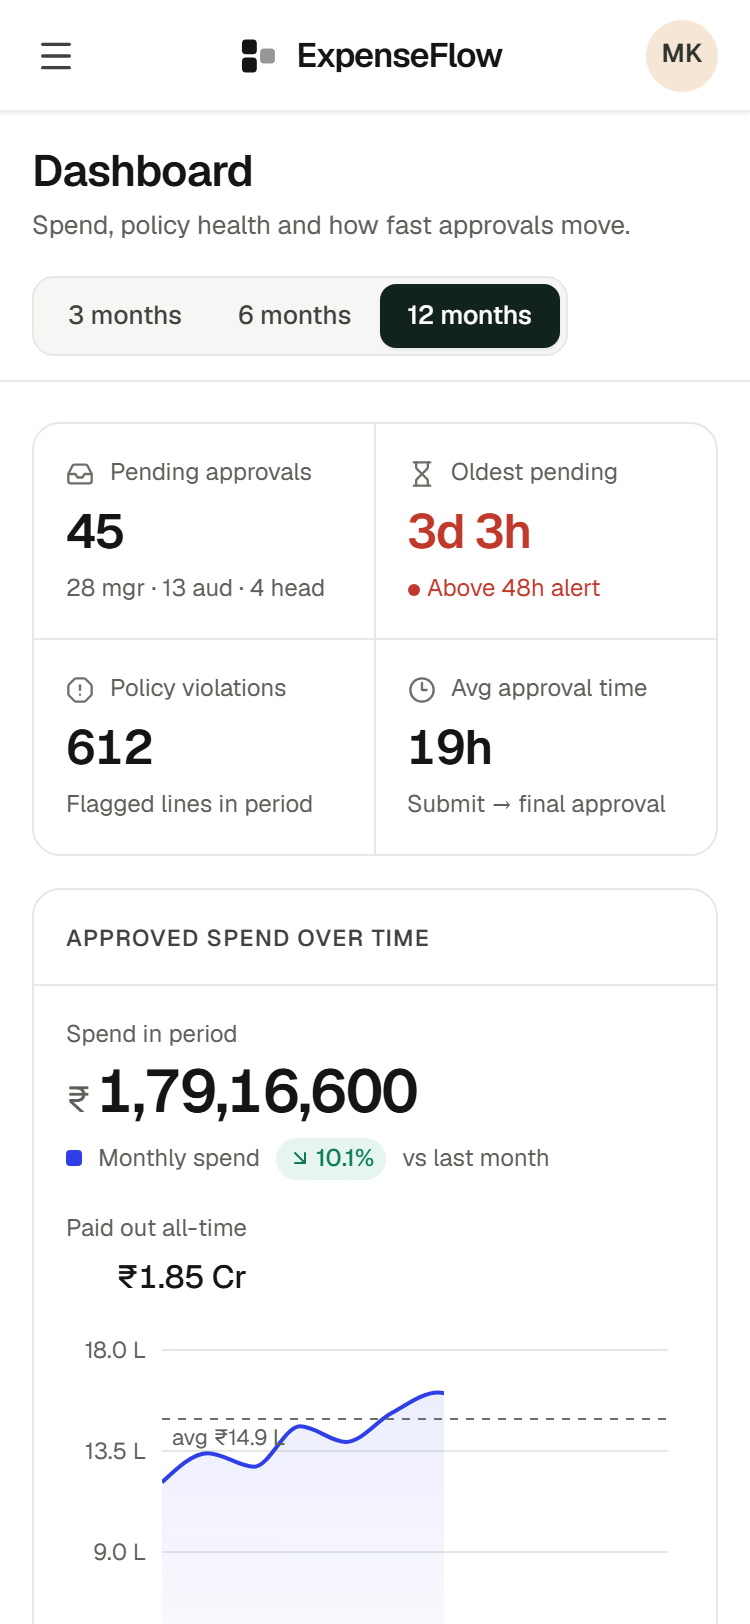 ExpenseFlow
MK
Dashboard
Spend, policy health and how fast approvals move.
3 months 6 months 12 months
Pending approvals
45
28 mgr · 13 aud · 4 head
Oldest pending
3d 3h
Above 48h alert
Policy violations
612
Flagged lines in period
Avg approval time
19h
Submit → final approval
APPROVED SPEND OVER TIME
Spend in period
₹ 1,79,16,600
Monthly spend ↘ 10.1% vs last month
Paid out all-time
₹1.85 Cr
18.0 L
avg ₹14.9 L
13.5 L
9.0 L